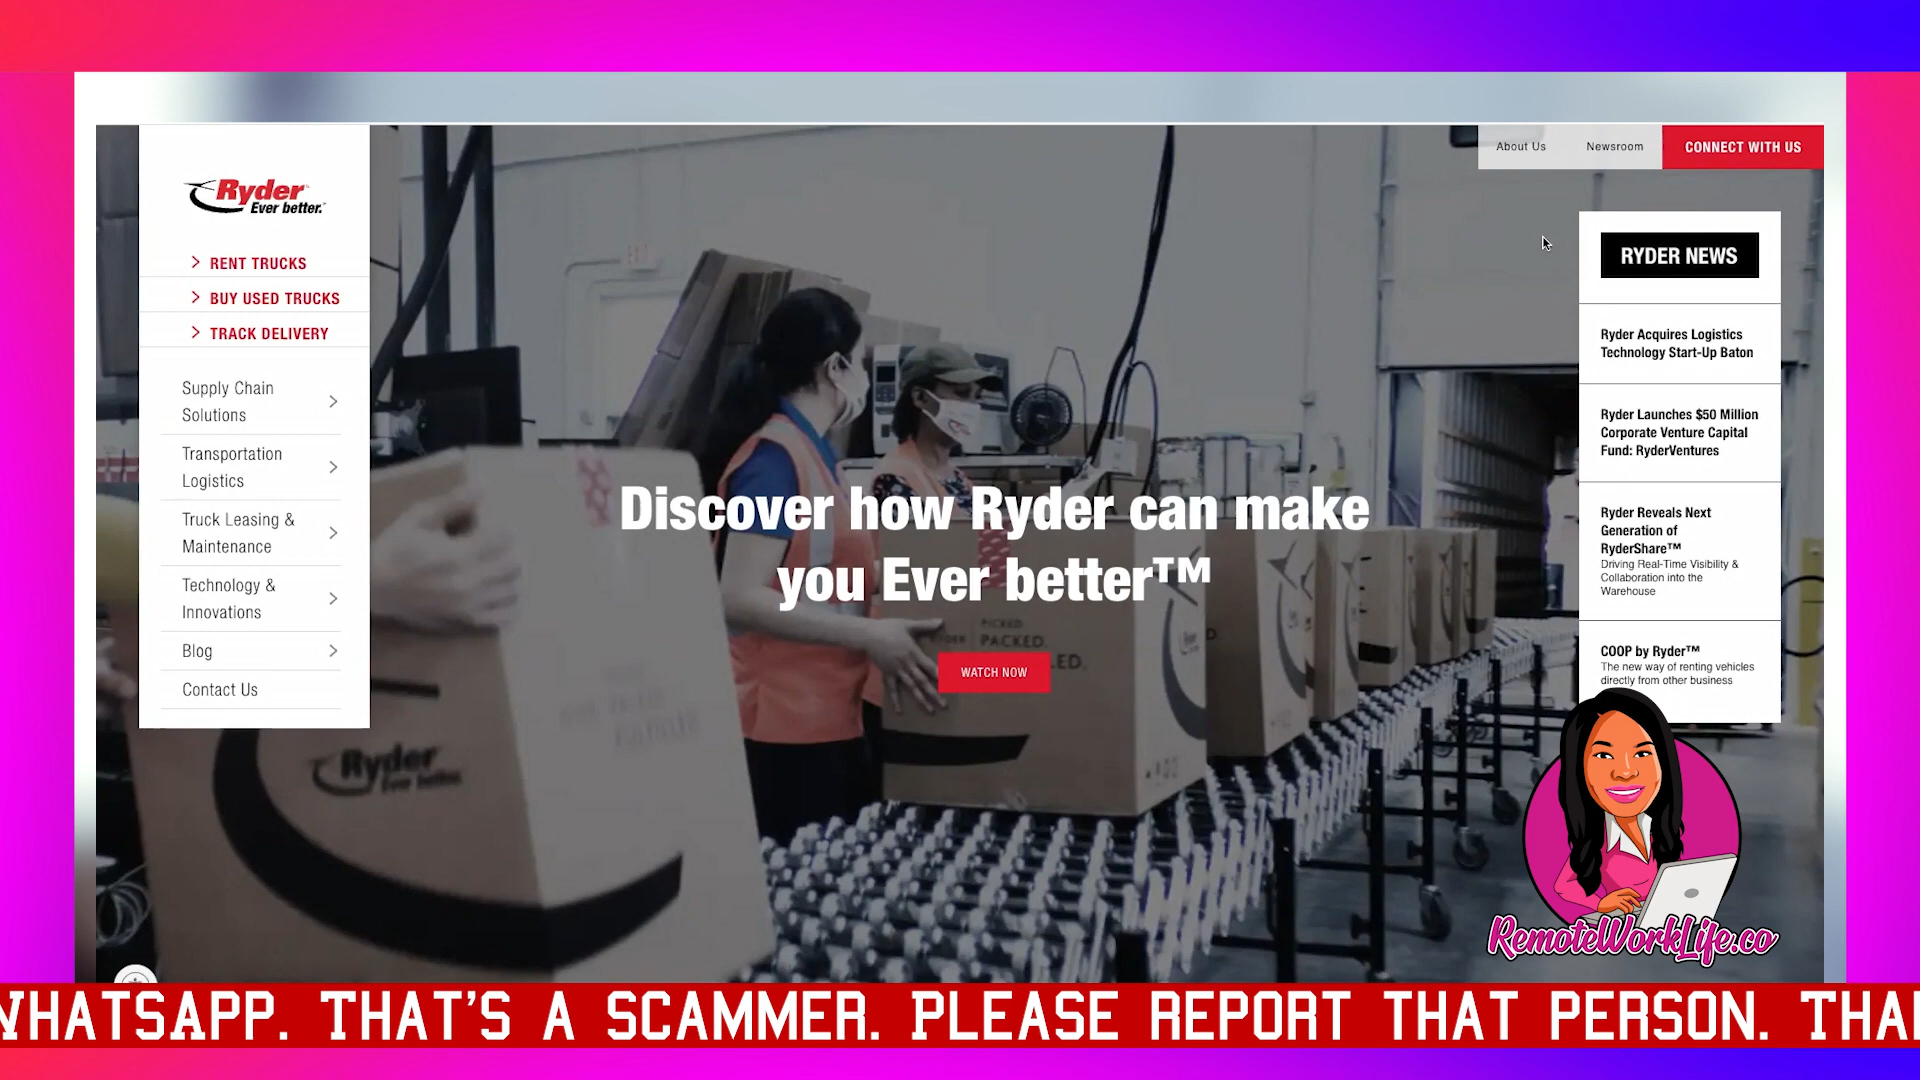 Ryder
Ever better.
RENT TRUCKS
BUY USED TRUCKS
TRACK DELIVERY
Supply Chain
Solutions
Transportation
Logistics
Truck Leasing &
Maintenance
Technology &
Innovations
Blog
Contact Us
About Us
Newsroom
CONNECT WITH US
Discover how Ryder can make
you Ever better™
WATCH NOW
RYDER NEWS
Ryder Acquires Logistics
Technology Start-Up Baton
Ryder Launches $50 Million
Corporate Venture Capital
Fund: RyderVentures
Ryder Reveals Next
Generation of
RyderShare™
Driving Real-Time Visibility &
Collaboration into the
Warehouse
COOP by Ryder™
The new way of renting vehicles
directly from other business
PICKED
PACKED.
Ryder
Ever better.
RemoteWorkLife.co
WHATSAPP. THAT'S A SCAMMER. PLEASE REPORT THAT PERSON. THA